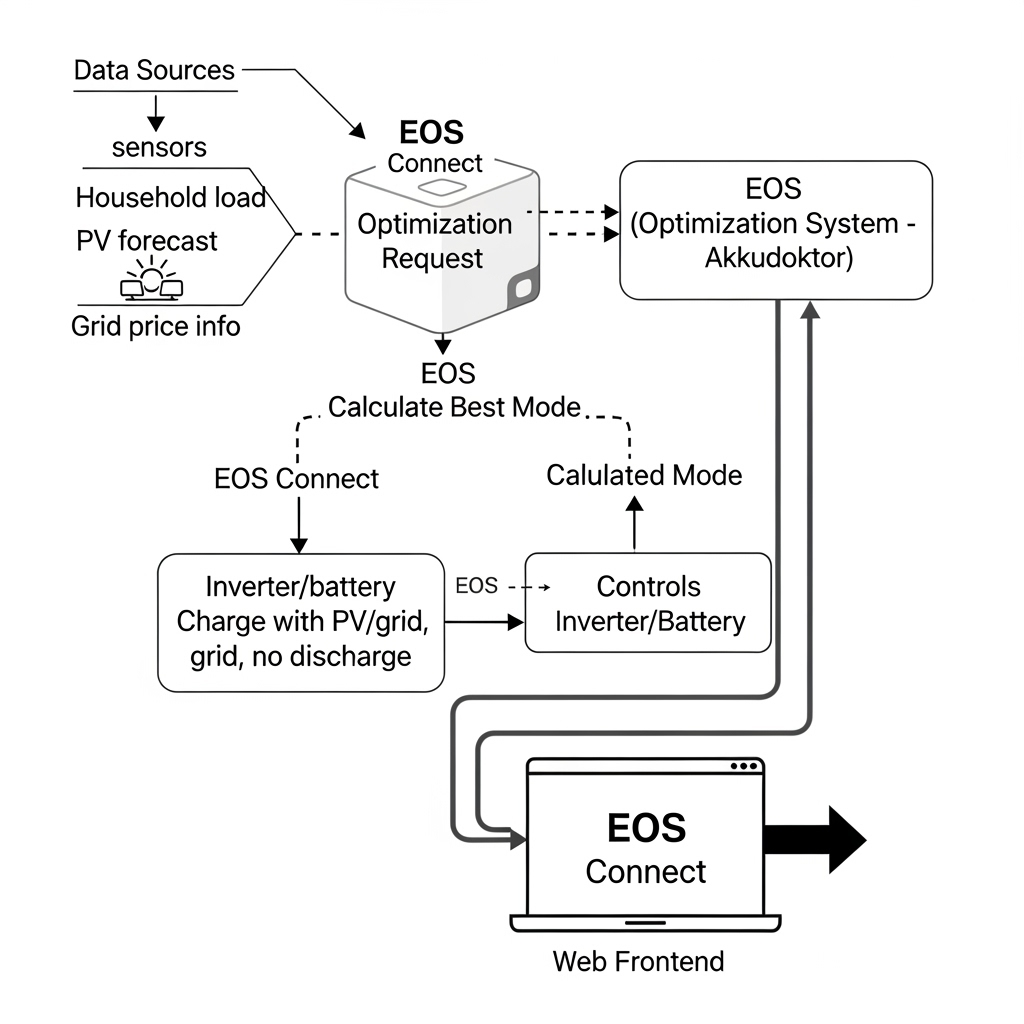 Data Sources
sensors
Household load
PV forecast
Grid price info
EOS
Connect
Optimization
Request
EOS
(Optimization System -
Akkudoktor)
EOS
Calculate Best Mode
EOS Connect
Calulated Mode
Inverter/battery
Charge with PV/grid,
grid, no discharge
EOS
Controls
Inverter/Battery
EOS
Connect
Web Frontend